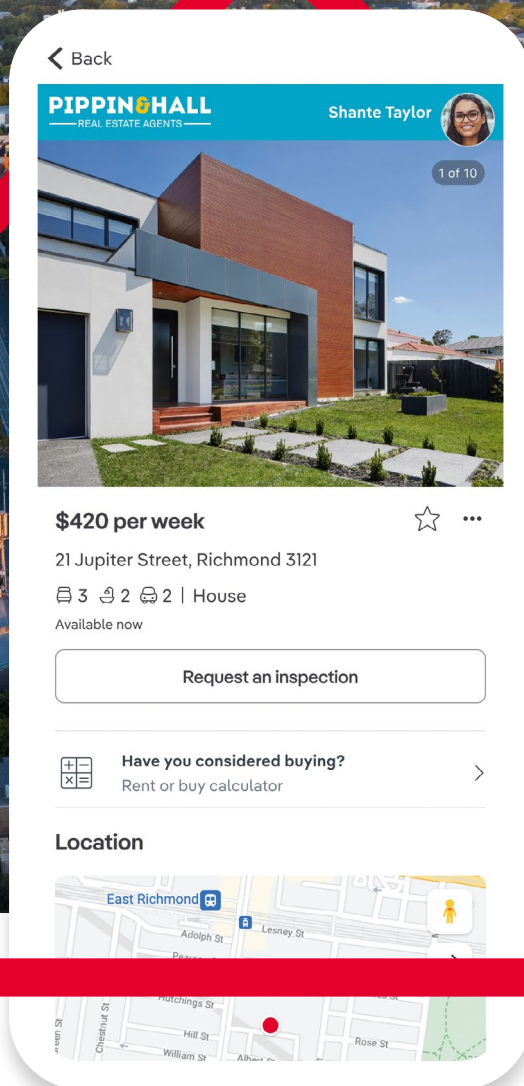 Back
PIPPIN&HALL
REAL ESTATE AGENTS
Shante Taylor
1 of 10
$420 per week
21 Jupiter Street, Richmond 3121
3 2 2 | House
Available now
Request an inspection
Have you considered buying?
Rent or buy calculator
Location
East Richmond
Lesney St
Adolph St
Hutchings St
Chestnut St
Hill St
Rose St
William St
Albert